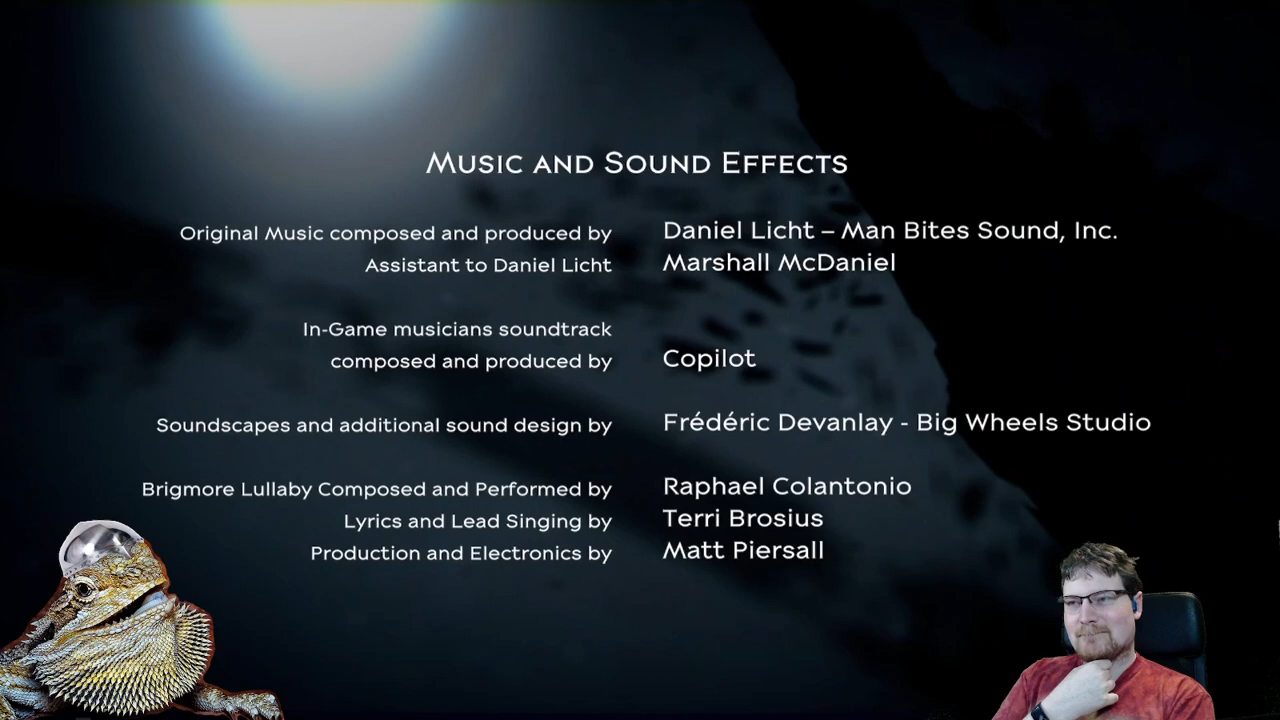 Music and Sound Effects
Original Music composed and produced by Daniel Licht – Man Bites Sound, Inc.
Assistant to Daniel Licht Marshall McDaniel
In-Game musicians soundtrack
composed and produced by Copilot
Soundscapes and additional sound design by Frédéric Devanlay - Big Wheels Studio
Brigmore Lullaby Composed and Performed by Raphael Colantonio
Lyrics and Lead Singing by Terri Brosius
Production and Electronics by Matt Piersall